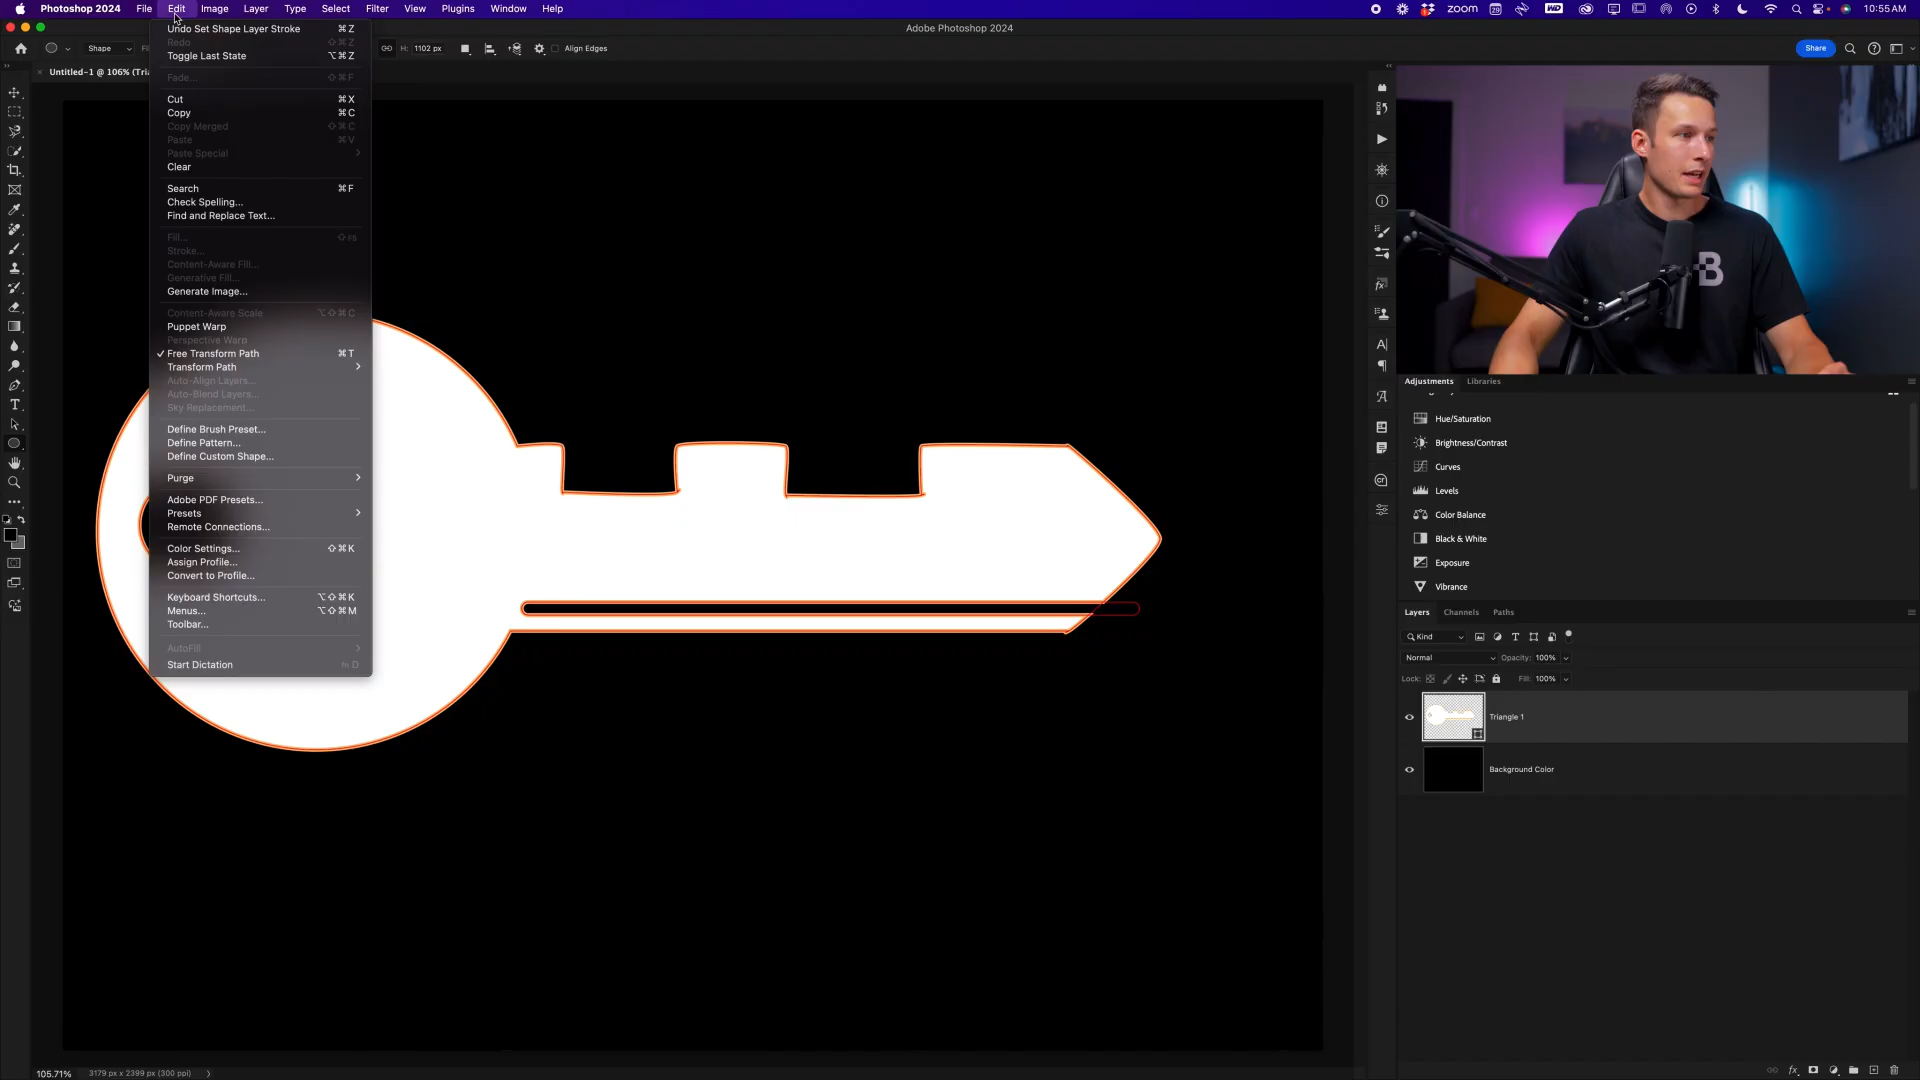 Photoshop 2024 File Edit Image Layer Type Select Filter View Plugins Window Help zoom 29 WD 10:55AM
Adobe Photoshop 2024
Shape H: 1102 px Align Edges Share
Untitled-1 @ 106% (Tria
Undo Set Shape Layer Stroke ⌘Z
Redo ⇧⌘Z
Toggle Last State ⌥⌘Z
Fade... ⇧⌘F
Cut ⌘X
Copy ⌘C
Copy Merged ⇧⌘C
Paste ⌘V
Paste Special
Clear
Search ⌘F
Check Spelling...
Find and Replace Text...
Fill... ⇧F5
Stroke...
Content-Aware Fill...
Generative Fill...
Generate Image...
Content-Aware Scale ⌥⇧⌘C
Puppet Warp
Perspective Warp
✓ Free Transform Path ⌘T
Transform Path
Auto-Align Layers...
Auto-Blend Layers...
Sky Replacement...
Define Brush Preset...
Define Pattern...
Define Custom Shape...
Purge
Adobe PDF Presets...
Presets
Remote Connections...
Color Settings... ⇧⌘K
Assign Profile...
Convert to Profile...
Keyboard Shortcuts... ⌥⇧⌘K
Menus... ⌥⇧⌘M
Toolbar...
AutoFill
Start Dictation fn D
B
Adjustments Libraries
Hue/Saturation
Brightness/Contrast
Curves
Levels
Color Balance
Black & White
Exposure
Vibrance
Layers Channels Paths
Kind
Normal Opacity: 100%
Lock: Fill: 100%
Triangle 1
Background Color
105.71% 3179 px x 2399 px (300 ppi)